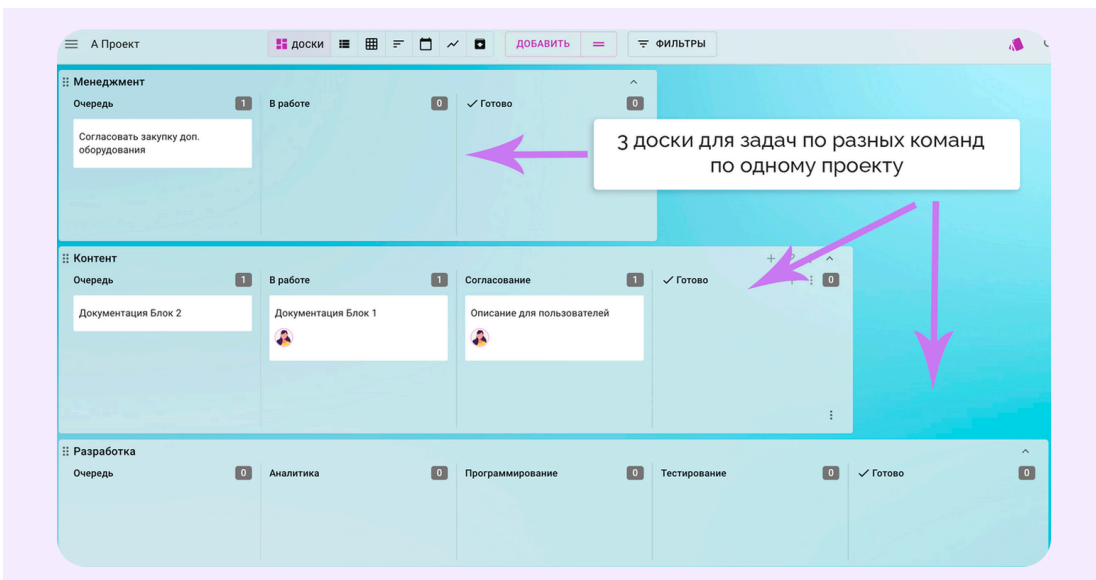 А Проект
доски
ДОБАВИТЬ
ФИЛЬТРЫ
Менеджмент
Очередь 1 В работе 0 Готово 0
Согласовать закупку доп.
оборудования
3 доски для задач по разных команд
по одному проекту
Контент
Очередь 1 В работе 1 Согласование 1 Готово 0
Документация Блок 2
Документация Блок 1
Описание для пользователей
Разработка
Очередь 0 Аналитика 0 Программирование 0 Тестирование 0 Готово 0